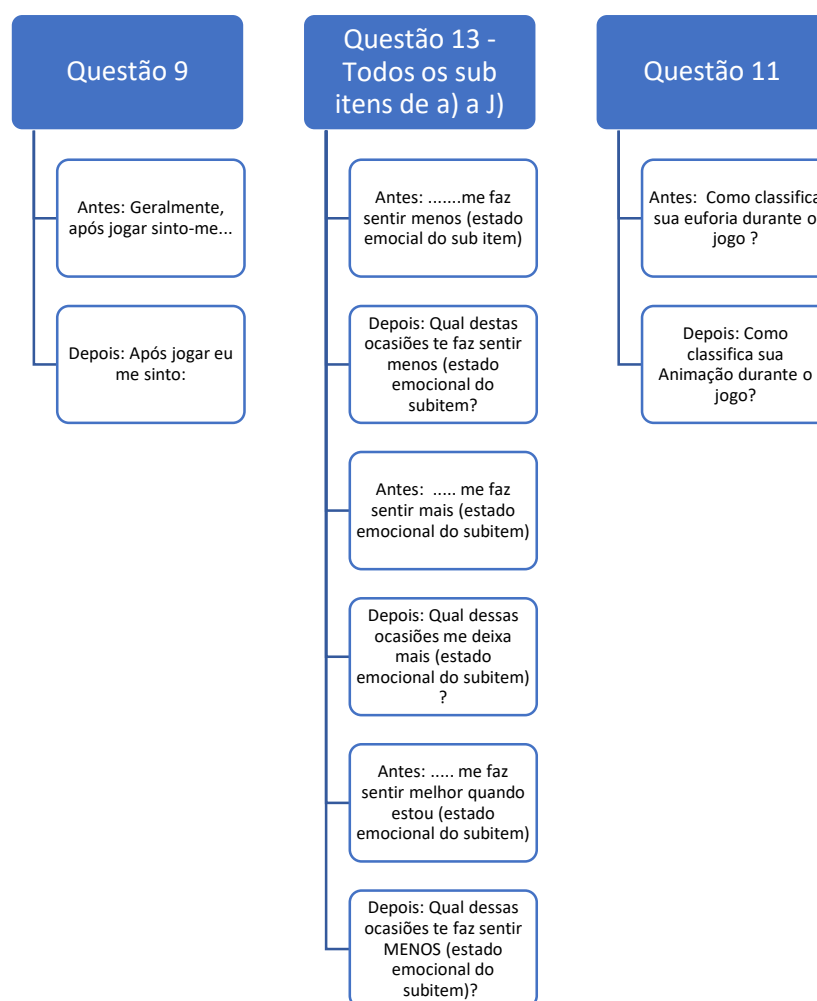 Questão 9
Antes: Geralmente,
após jogar sinto-me...
Depois: Após jogar eu
me sinto:
Questão 13 -
Todos os sub
itens de a) a J)
Antes: .......me faz
sentir menos (estado
emocial do sub item)
Depois: Qual destas
ocasiões te faz sentir
menos (estado
emocional do
subitem?
Antes: ..... me faz
sentir mais (estado
emocional do subitem)
Depois: Qual dessas
ocasiões me deixa
mais (estado
emocional do subitem)
?
Antes: ..... me faz
sentir melhor quando
estou (estado
emocional do subitem)
Depois: Qual dessas
ocasiões te faz sentir
MENOS (estado
emocional do
subitem)?
Questão 11
Antes: Como classifica
sua euforia durante o
jogo ?
Depois: Como
classifica sua
Animação durante o
jogo?